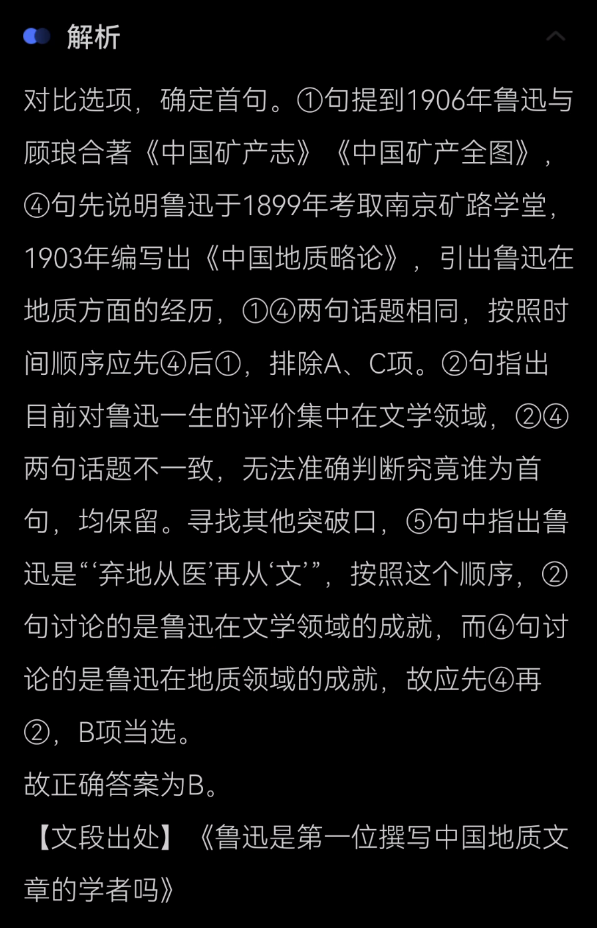 解析
对比选项，确定首句。①句提到1906年鲁迅与
顾琅合著《中国矿产志》《中国矿产全图》，
④句先说明鲁迅于1899年考取南京矿路学堂，
1903年编写出《中国地质略论》，引出鲁迅在
地质方面的经历，①④两句话题相同，按照时
间顺序应先④后①，排除A、C项。②句指出
目前对鲁迅一生的评价集中在文学领域，②④
两句话题不一致，无法准确判断究竟谁为首
句，均保留。寻找其他突破口，⑤句中指出鲁
迅是“‘弃地从医’再从‘文’”，按照这个顺序，②
句讨论的是鲁迅在文学领域的成就，而④句讨
论的是鲁迅在地质领域的成就，故应先④再
②，B项当选。
故正确答案为B。
【文段出处】《鲁迅是第一位撰写中国地质文
章的学者吗》